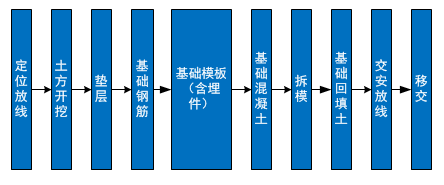 定位放线
土方开挖
垫层
基础钢筋
基础模板
（含埋
件）
基础混凝土
拆模
基础回填土
交安放线
移交